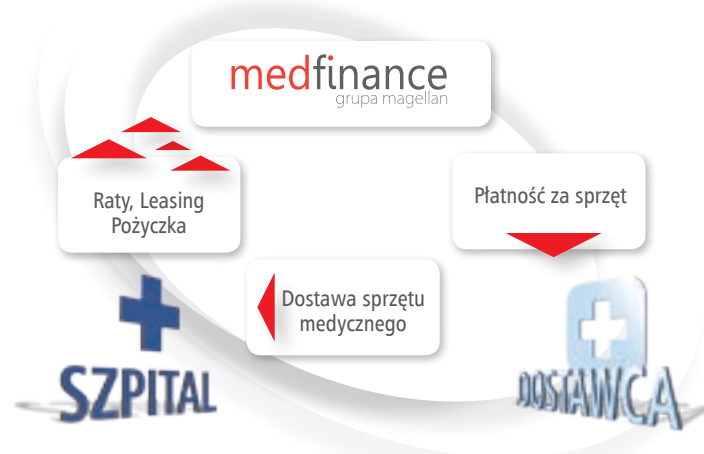 medfinance
grupa magellan
Raty, Leasing
Pożyczka
Płatność za sprzęt
Dostawa sprzętu
medycznego
SZPITAL
DOSTAWCA